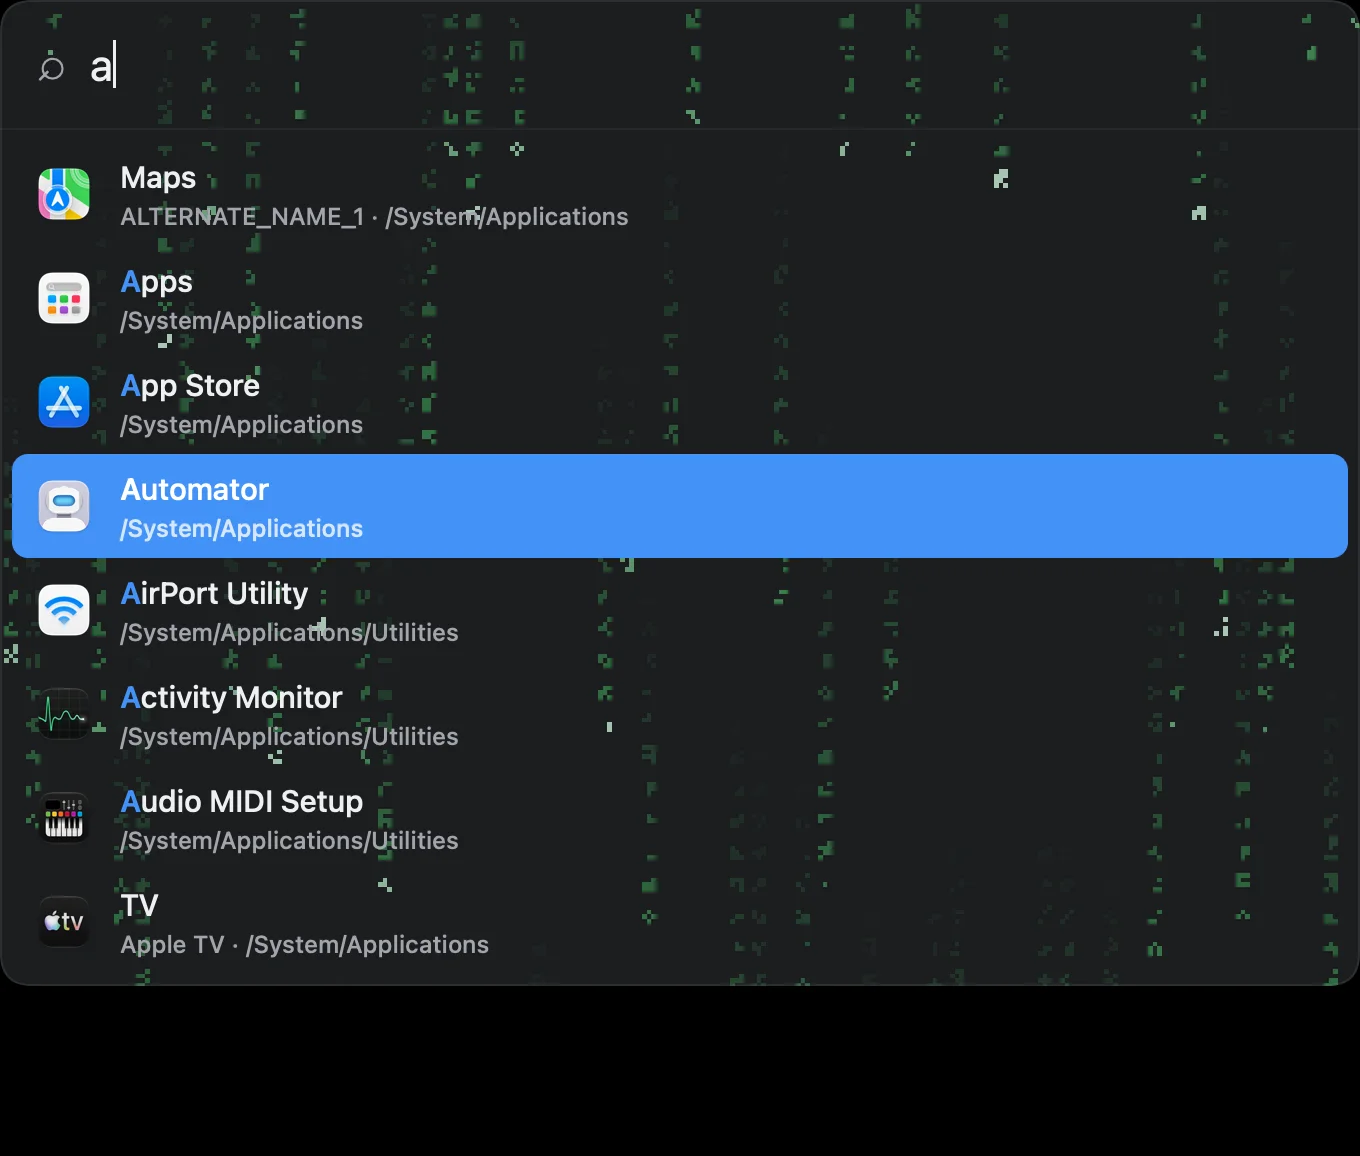 a
Maps
ALTERNATE_NAME_1 · /System/Applications
Apps
/System/Applications
App Store
/System/Applications
Automator
/System/Applications
AirPort Utility
/System/Applications/Utilities
Activity Monitor
/System/Applications/Utilities
Audio MIDI Setup
/System/Applications/Utilities
tv
TV
Apple TV · /System/Applications